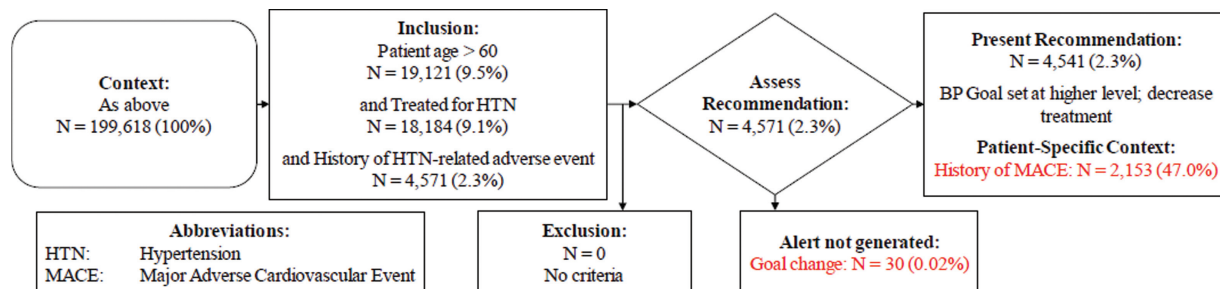 Context:
As above
N = 199,618 (100%)
Inclusion:
Patient age > 60
N = 19,121 (9.5%)
and Treated for HTN
N = 18,184 (9.1%)
and History of HTN-related adverse event
N = 4,571 (2.3%)
Assess
Recommendation:
N = 4,571 (2.3%)
Present Recommendation:
N = 4,541 (2.3%)
BP Goal set at higher level; decrease
treatment
Patient-Specific Context:
History of MACE: N = 2,153 (47.0%)
Abbreviations:
HTN: Hypertension
MACE: Major Adverse Cardiovascular Event
Exclusion:
N = 0
No criteria
Alert not generated:
Goal change: N = 30 (0.02%)